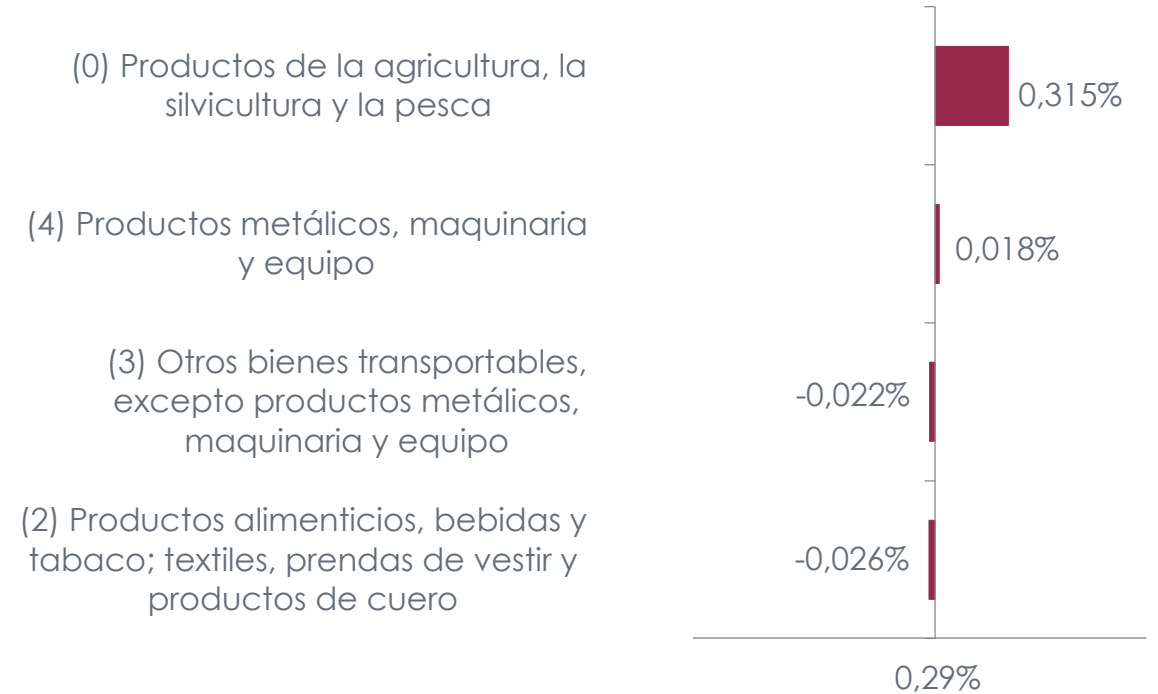 (0) Productos de la agricultura, la
silvicultura y la pesca
0,315%
(4) Productos metálicos, maquinaria
y equipo
0,018%
(3) Otros bienes transportables,
excepto productos metálicos,
maquinaria y equipo
-0,022%
(2) Productos alimenticios, bebidas y
tabaco; textiles, prendas de vestir y
productos de cuero
-0,026%
0,29%